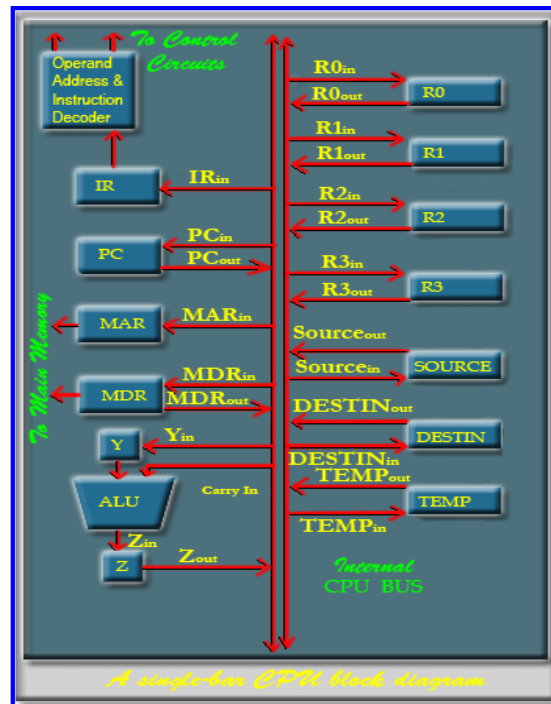 To Control
Circuits
Operand
Address &
Instruction
Decoder
IR
IRin
PC
PCin
PCout
MAR
MARin
MDR
MDRin
MDRout
To Main Memory
Y
Yin
ALU
Carry In
Zin
Z
Zout
R0in
R0out
R0
R1in
R1out
R1
R2in
R2out
R2
R3in
R3out
R3
Sourceout
Sourcein
SOURCE
DESTINout
DESTIN
DESTINin
TEMPout
TEMP
TEMPin
Internal
CPU BUS
A single-bar CPU block diagram